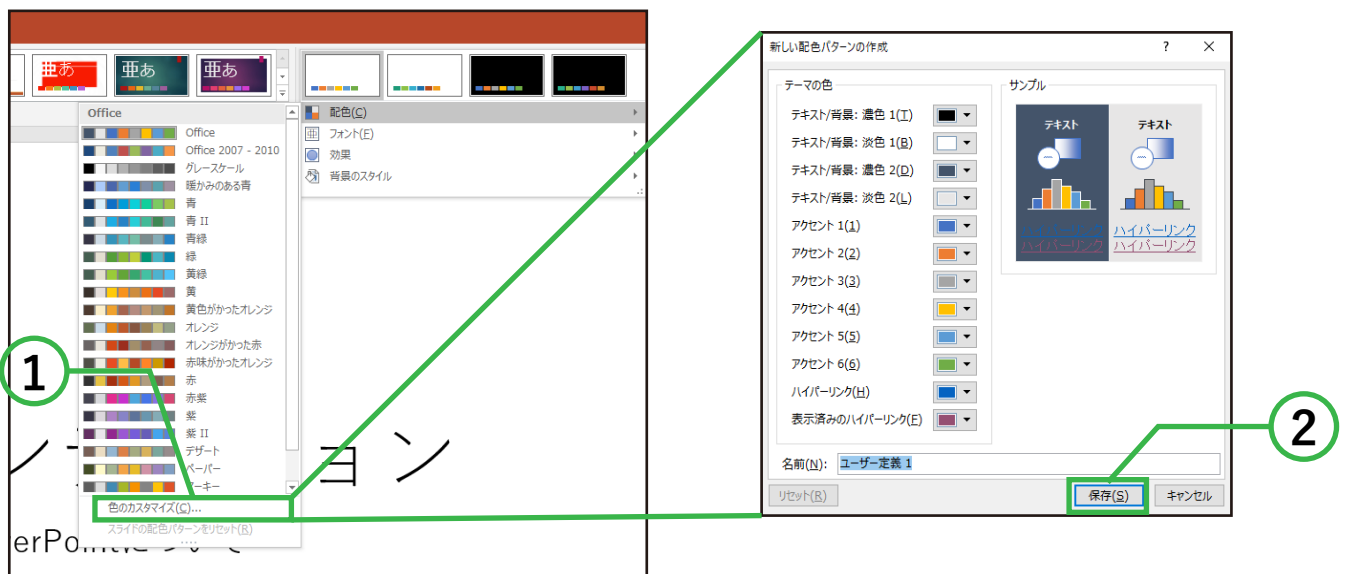 亜あ
亜あ
亜あ
配色(C)
フォント(F)
効果
背景のスタイル
Office
Office
Office 2007 - 2010
グレースケール
暖かみのある青
青
青 II
青緑
緑
黄緑
黄
黄色がかったオレンジ
オレンジ
オレンジがかった赤
赤味がかったオレンジ
赤
赤紫
紫
紫 II
デザート
ペーパー
色のカスタマイズ(C)...
スライドの配色パターンをリセット(R)
1
ョン
erPointについて
新しい配色パターンの作成
テーマの色
テキスト/背景: 濃色 1(T)
テキスト/背景: 淡色 1(B)
テキスト/背景: 濃色 2(D)
テキスト/背景: 淡色 2(L)
アクセント 1(1)
アクセント 2(2)
アクセント 3(3)
アクセント 4(4)
アクセント 5(5)
アクセント 6(6)
ハイパーリンク(H)
表示済みのハイパーリンク(F)
サンプル
テキスト テキスト
ハイパーリンク ハイパーリンク
ハイパーリンク ハイパーリンク
名前(N): ユーザー定義 1
リセット(R) 保存(S) キャンセル
2